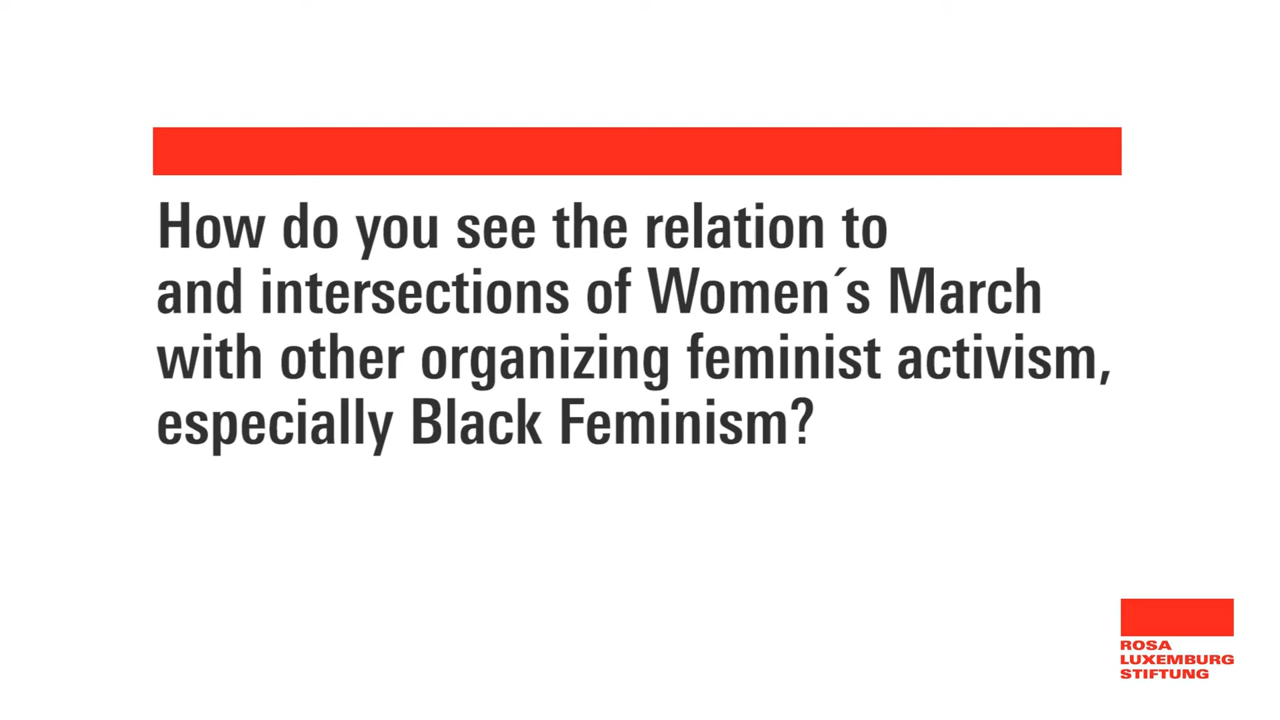 How do you see the relation to
and intersections of Women´s March
with other organizing feminist activism,
especially Black Feminism?
ROSA
LUXEMBURG
STIFTUNG